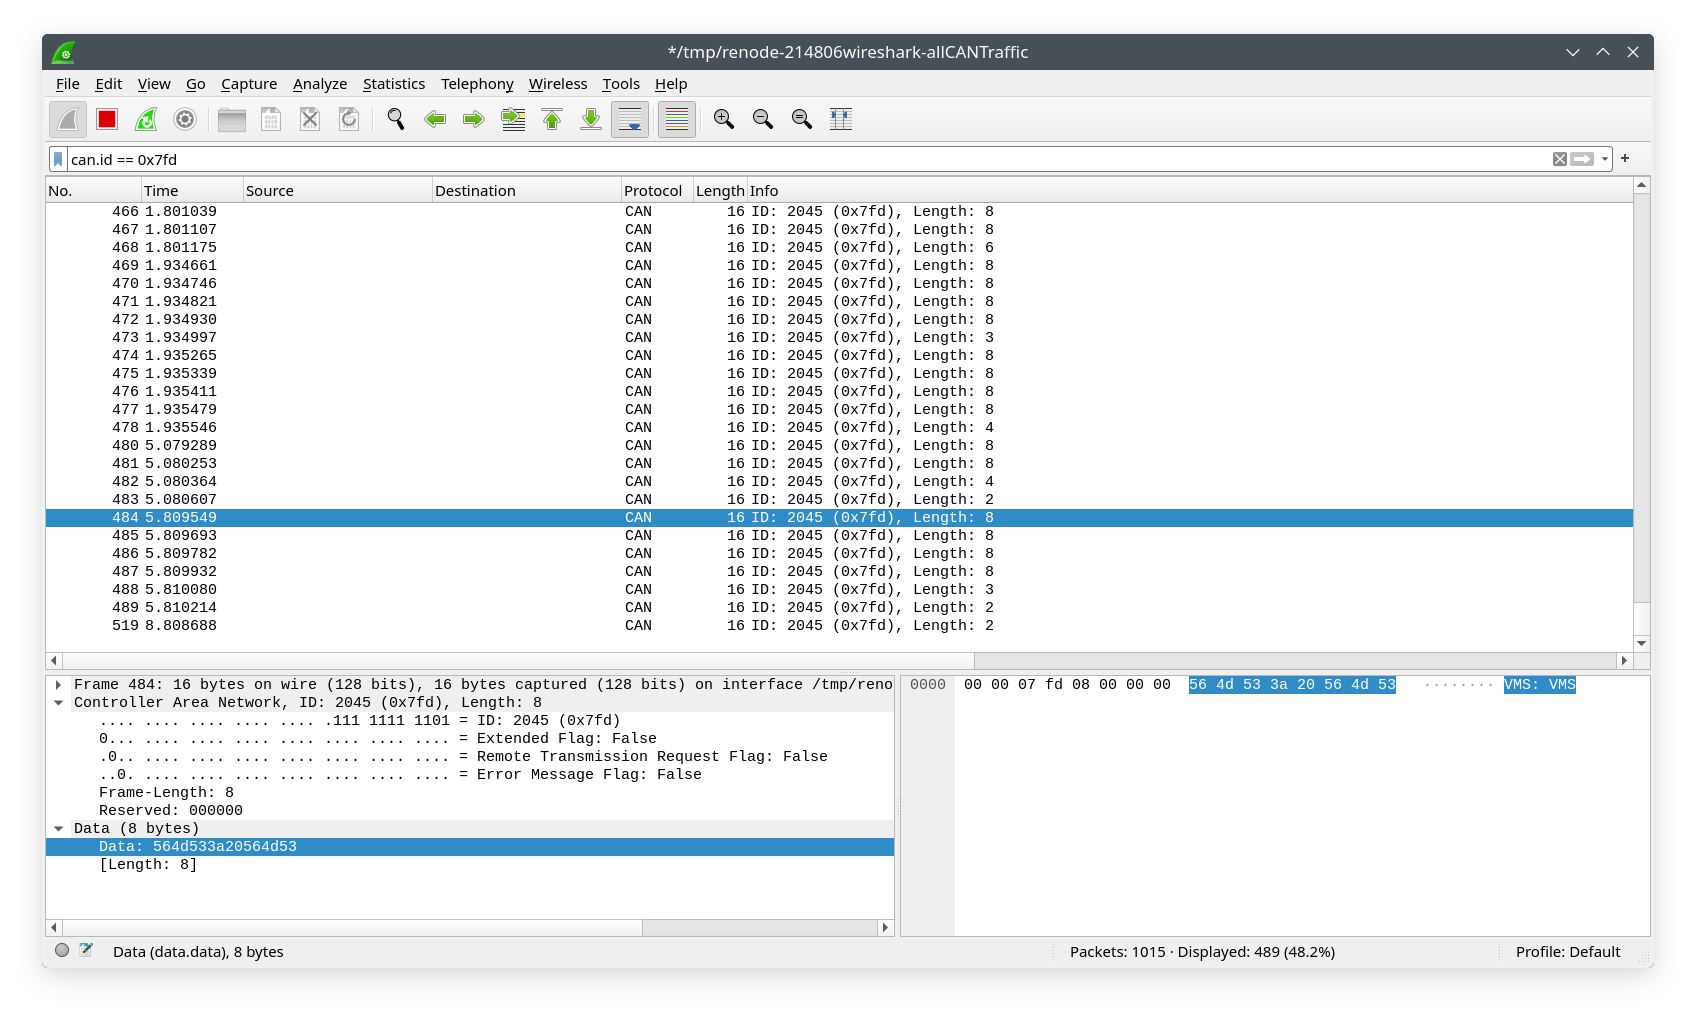 */tmp/renode-214806wireshark-allCANTraffic
File Edit View Go Capture Analyze Statistics Telephony Wireless Tools Help
can.id == 0x7fd
No. Time Source Destination Protocol Length Info
466 1.801039 CAN 16 ID: 2045 (0x7fd), Length: 8
467 1.801107 CAN 16 ID: 2045 (0x7fd), Length: 8
468 1.801175 CAN 16 ID: 2045 (0x7fd), Length: 6
469 1.934661 CAN 16 ID: 2045 (0x7fd), Length: 8
470 1.934746 CAN 16 ID: 2045 (0x7fd), Length: 8
471 1.934821 CAN 16 ID: 2045 (0x7fd), Length: 8
472 1.934930 CAN 16 ID: 2045 (0x7fd), Length: 8
473 1.934997 CAN 16 ID: 2045 (0x7fd), Length: 3
474 1.935265 CAN 16 ID: 2045 (0x7fd), Length: 8
475 1.935339 CAN 16 ID: 2045 (0x7fd), Length: 8
476 1.935411 CAN 16 ID: 2045 (0x7fd), Length: 8
477 1.935479 CAN 16 ID: 2045 (0x7fd), Length: 8
478 1.935546 CAN 16 ID: 2045 (0x7fd), Length: 4
480 5.079289 CAN 16 ID: 2045 (0x7fd), Length: 8
481 5.080253 CAN 16 ID: 2045 (0x7fd), Length: 8
482 5.080364 CAN 16 ID: 2045 (0x7fd), Length: 4
483 5.080607 CAN 16 ID: 2045 (0x7fd), Length: 2
484 5.809549 CAN 16 ID: 2045 (0x7fd), Length: 8
485 5.809693 CAN 16 ID: 2045 (0x7fd), Length: 8
486 5.809782 CAN 16 ID: 2045 (0x7fd), Length: 8
487 5.809932 CAN 16 ID: 2045 (0x7fd), Length: 8
488 5.810080 CAN 16 ID: 2045 (0x7fd), Length: 3
489 5.810214 CAN 16 ID: 2045 (0x7fd), Length: 2
519 8.808688 CAN 16 ID: 2045 (0x7fd), Length: 2
Frame 484: 16 bytes on wire (128 bits), 16 bytes captured (128 bits) on interface /tmp/reno
Controller Area Network, ID: 2045 (0x7fd), Length: 8
.... .... .... .... .... .111 1111 1101 = ID: 2045 (0x7fd)
0... .... .... .... .... .... .... .... = Extended Flag: False
.0.. .... .... .... .... .... .... .... = Remote Transmission Request Flag: False
..0. .... .... .... .... .... .... .... = Error Message Flag: False
Frame-Length: 8
Reserved: 000000
Data (8 bytes)
Data: 564d533a20564d53
[Length: 8]
0000 00 00 07 fd 08 00 00 00 56 4d 53 3a 20 56 4d 53 ········ VMS: VMS
Data (data.data), 8 bytes
Packets: 1015 · Displayed: 489 (48.2%)
Profile: Default